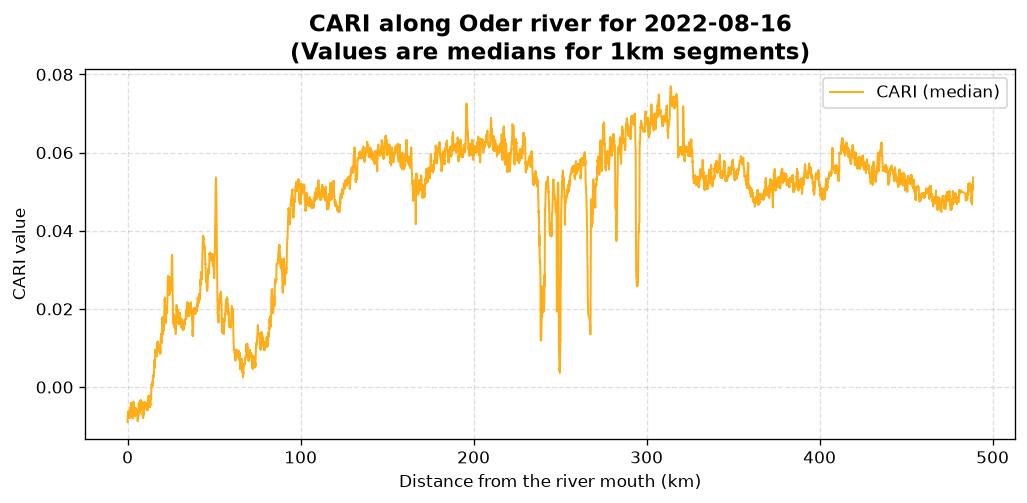 CARI along Oder river for 2022-08-16
(Values are medians for 1km segments)
CARI (median)
CARI value
0.08
0.06
0.04
0.02
0.00
0 100 200 300 400 500
Distance from the river mouth (km)